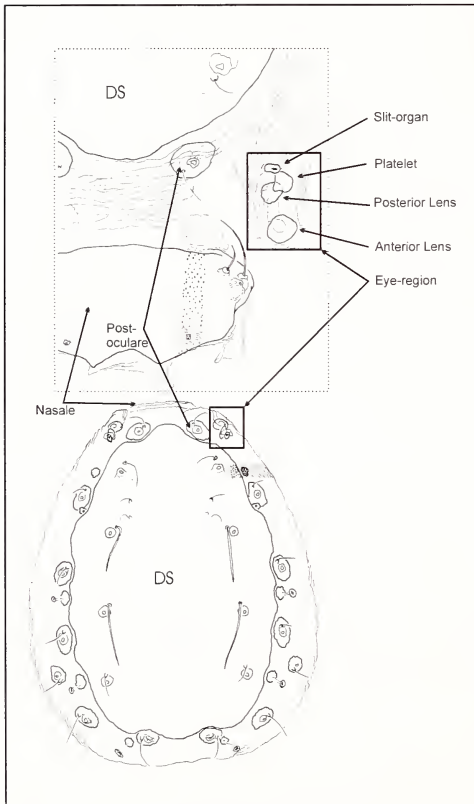 DS
Slit-organ
Platelet
Posterior Lens
Anterior Lens
Eye-region
Post-
oculare
Nasale
DS